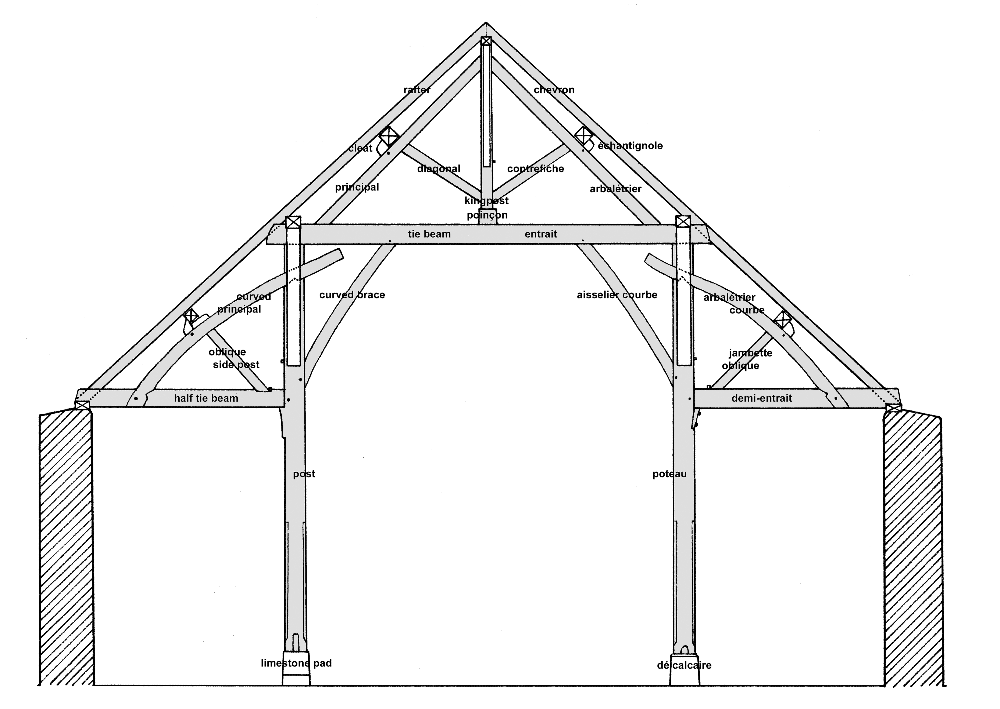 rafter
chevron
cleat
échantignole
diagonal
contrefiche
principal
arbalétrier
kingpost
poinçon
tie beam
entrait
curved
principal
curved brace
aisselier courbe
arbalétrier
courbe
oblique
side post
jambette
oblique
half tie beam
demi-entrait
post
poteau
limestone pad
dé calcaire